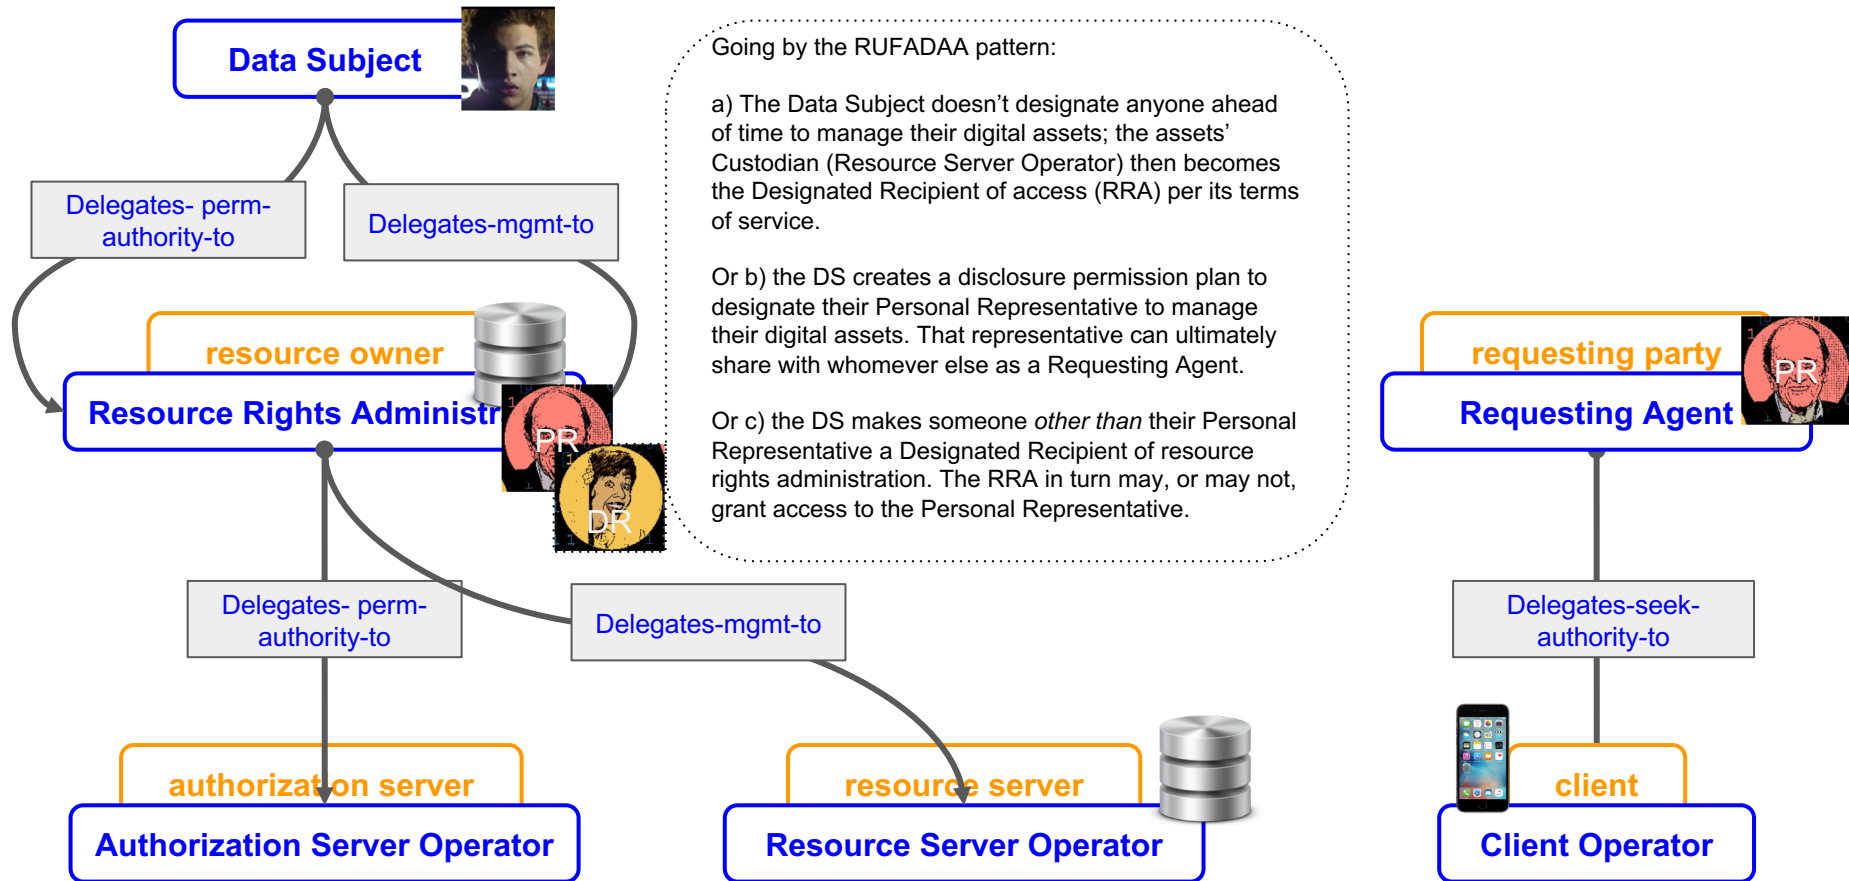 Data Subject
Going by the RUFADAA pattern:
a) The Data Subject doesn’t designate anyone ahead
of time to manage their digital assets; the assets’
Custodian (Resource Server Operator) then becomes
the Designated Recipient of access (RRA) per its terms
of service.
Or b) the DS creates a disclosure permission plan to
designate their Personal Representative to manage
their digital assets. That representative can ultimately
share with whomever else as a Requesting Agent.
Or c) the DS makes someone other than their Personal
Representative a Designated Recipient of resource
rights administration. The RRA in turn may, or may not,
grant access to the Personal Representative.
Delegates- perm-
authority-to
Delegates-mgmt-to
resource owner
Resource Rights Administr
PR
DR
requesting party
Requesting Agent
PR
Delegates- perm-
authority-to
Delegates-mgmt-to
Delegates-seek-
authority-to
authorization server
Authorization Server Operator
resource server
Resource Server Operator
client
Client Operator